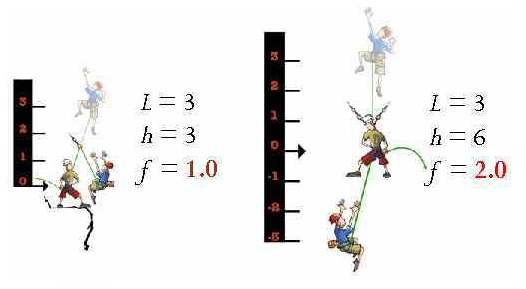 3
2
1
0
L = 3
h = 3
f = 1.0
3
2
1
0
-1
-2
-3
L = 3
h = 6
f = 2.0